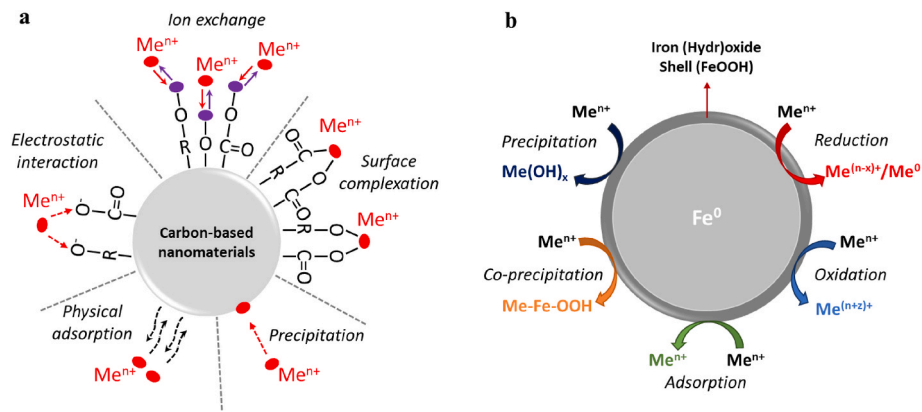 a
Ion exchange
Meⁿ⁺
Meⁿ⁺
Meⁿ⁺
O
R
O
R
O
C=O
Electrostatic
interaction
Meⁿ⁺
O⁻
C
O
O⁻
R
Carbon-based
nanomaterials
R
C
O
O
Meⁿ⁺
Surface
complexation
C
O
R
O
Meⁿ⁺
C
O
O
Physical
adsorption
Meⁿ⁺
Precipitation
Meⁿ⁺
b
Iron (Hydr)oxide
Shell (FeOOH)
Meⁿ⁺
Precipitation
Me(OH)ₓ
Meⁿ⁺
Reduction
Me⁽ⁿ⁻ˣ⁾⁺/Me⁰
Fe⁰
Meⁿ⁺
Co-precipitation
Me-Fe-OOH
Meⁿ⁺
Oxidation
Me⁽ⁿ⁺ᶻ⁾⁺
Meⁿ⁺ Meⁿ⁺
Adsorption